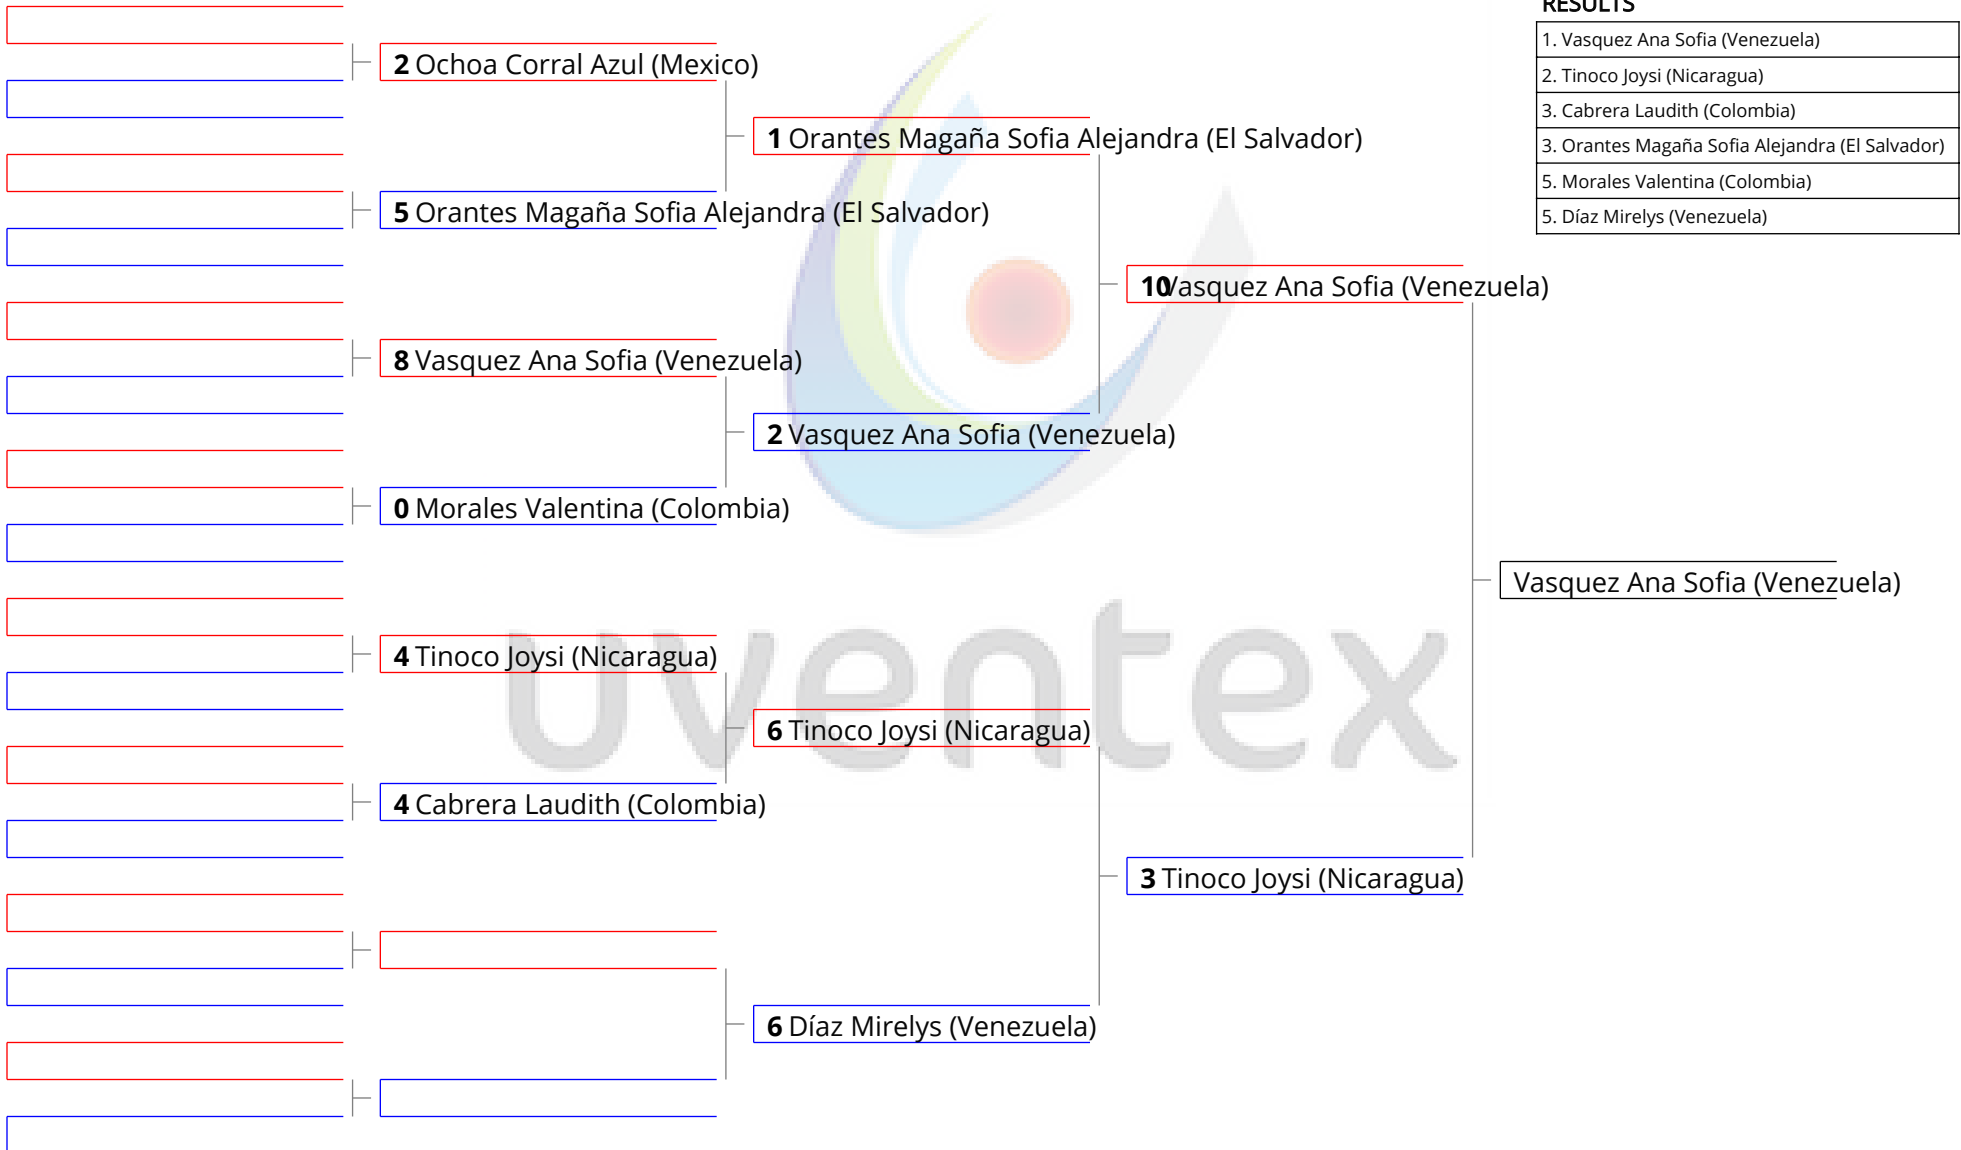 RESULTS
1. Vasquez Ana Sofia (Venezuela)
2. Tinoco Joysi (Nicaragua)
3. Cabrera Laudith (Colombia)
3. Orantes Magaña Sofia Alejandra (El Salvador)
5. Morales Valentina (Colombia)
5. Díaz Mirelys (Venezuela)
2 Ochoa Corral Azul (Mexico)
1 Orantes Magaña Sofia Alejandra (El Salvador)
5 Orantes Magaña Sofia Alejandra (El Salvador)
10 Vasquez Ana Sofia (Venezuela)
8 Vasquez Ana Sofia (Venezuela)
2 Vasquez Ana Sofia (Venezuela)
0 Morales Valentina (Colombia)
Vasquez Ana Sofia (Venezuela)
4 Tinoco Joysi (Nicaragua)
uventex
6 Tinoco Joysi (Nicaragua)
4 Cabrera Laudith (Colombia)
3 Tinoco Joysi (Nicaragua)
6 Díaz Mirelys (Venezuela)